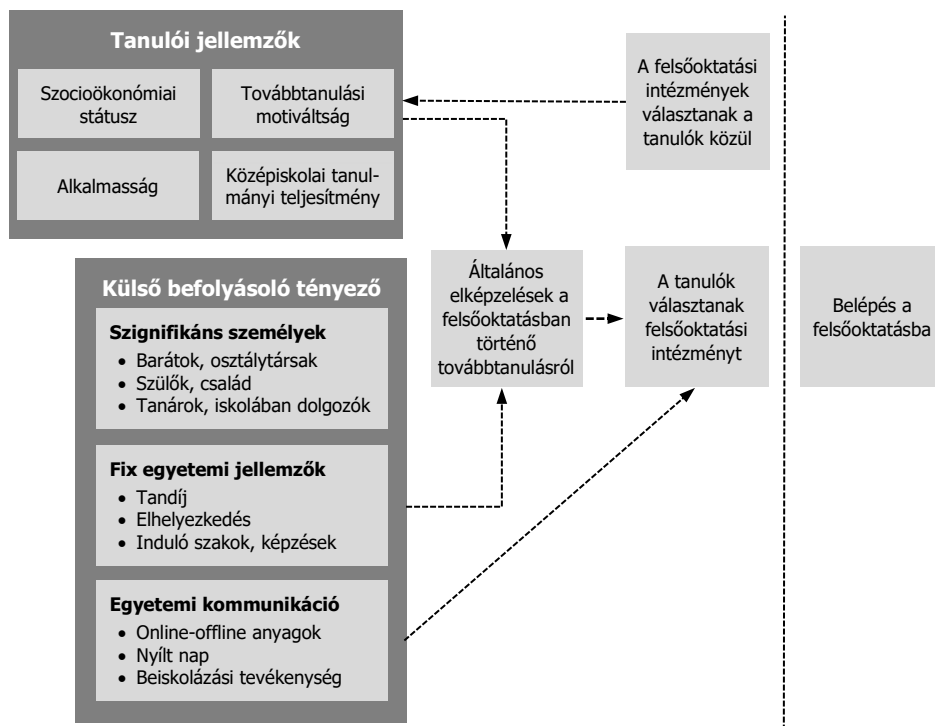 Tanulói jellemzők
Szocioökonómiai
státusz
Továbbtanulási
motiváltság
Alkalmasság
Középiskolai tanul-
mányi teljesítmény
A felsőoktatási
intézmények
választanak a
tanulók közül
Külső befolyásoló tényező
Szignifikáns személyek
• Barátok, osztálytársak
• Szülők, család
• Tanárok, iskolában dolgozók
Fix egyetemi jellemzők
• Tandíj
• Elhelyezkedés
• Induló szakok, képzések
Egyetemi kommunikáció
• Online-offline anyagok
• Nyílt nap
• Beiskolázási tevékenység
Általános
elképzelések a
felsőoktatásban
történő
továbbtanulásról
A tanulók
választanak
felsőoktatási
intézményt
Belépés a
felsőoktatásba